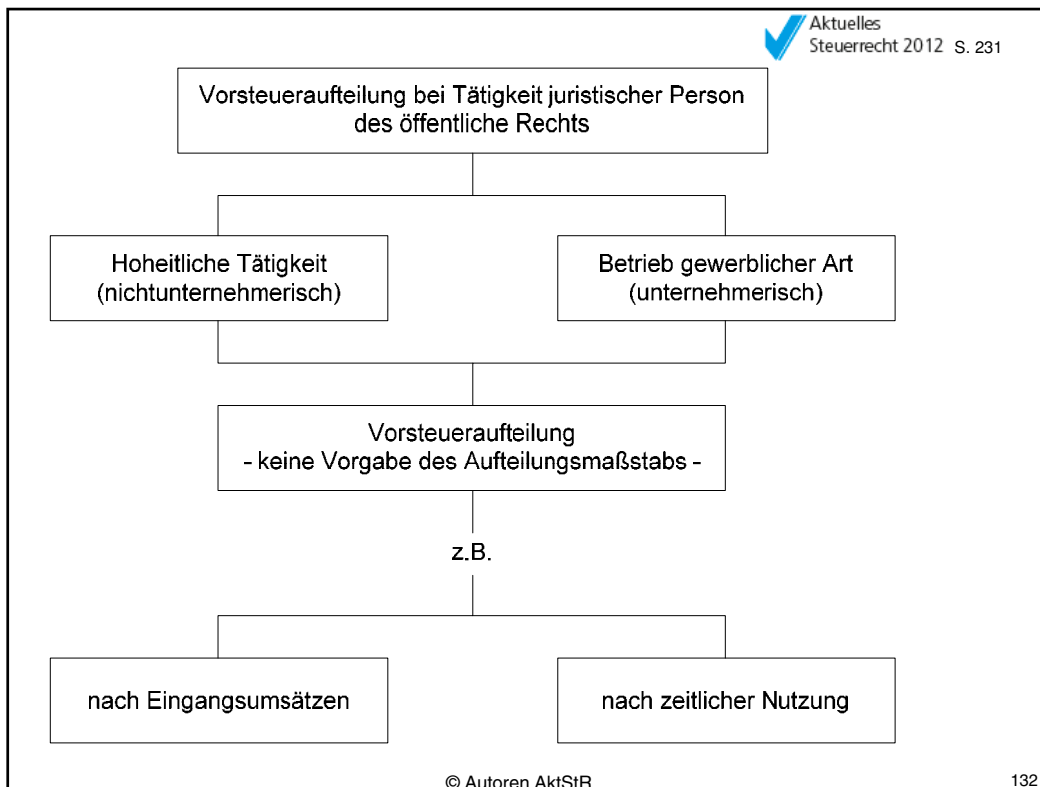 Aktuelles
Steuerrecht 2012 S. 231
Vorsteueraufteilung bei Tätigkeit juristischer Person
des öffentliche Rechts
Hoheitliche Tätigkeit
(nichtunternehmerisch)
Betrieb gewerblicher Art
(unternehmerisch)
Vorsteueraufteilung
- keine Vorgabe des Aufteilungsmaßstabs -
z.B.
nach Eingangsumsätzen
nach zeitlicher Nutzung
© Autoren AktStR
132